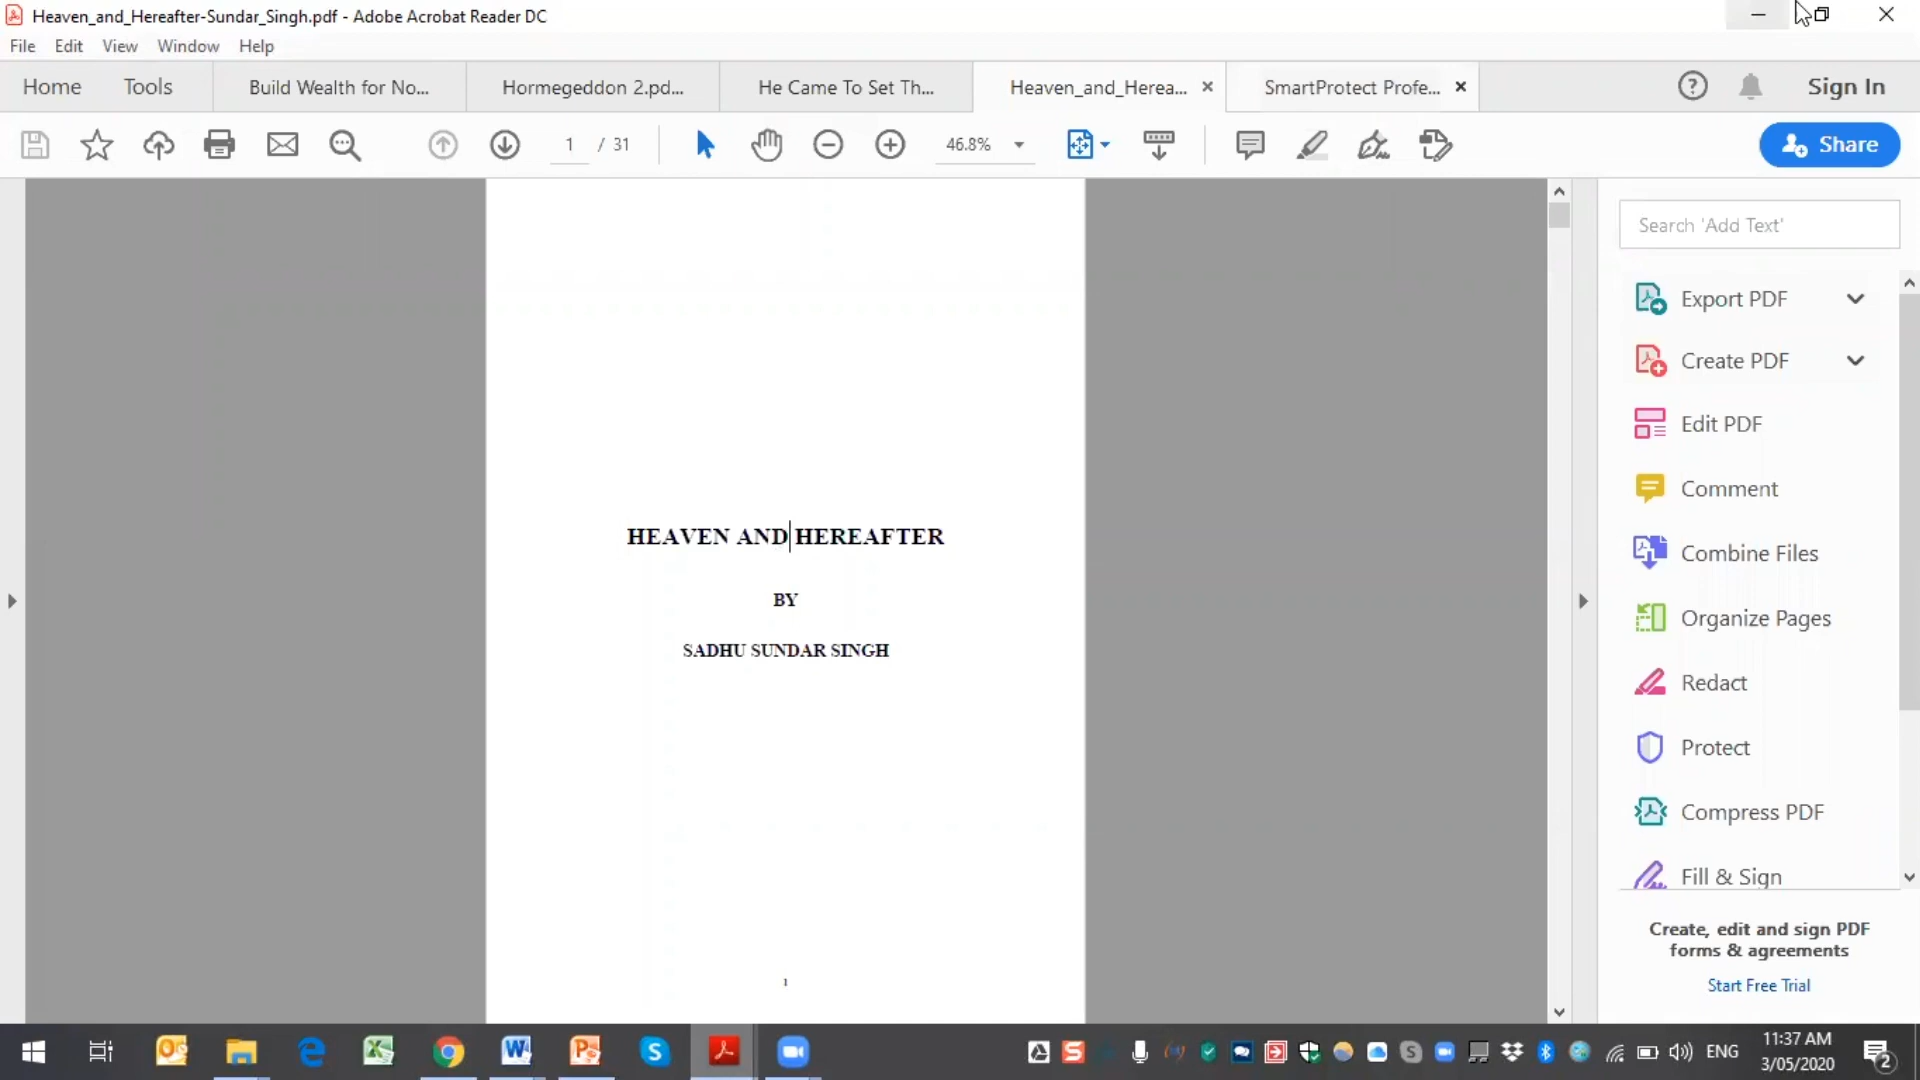 Heaven_and_Hereafter-Sundar_Singh.pdf - Adobe Acrobat Reader DC
File Edit View Window Help
Home Tools Build Wealth for No... Hormegeddon 2.pd... He Came To Set Th... Heaven_and_Herea... SmartProtect Profe... Sign In
1 / 31 46.8% Share
Search 'Add Text'
Export PDF
Create PDF
Edit PDF
Comment
Combine Files
Organize Pages
Redact
Protect
Compress PDF
Fill & Sign
Create, edit and sign PDF
forms & agreements
Start Free Trial
HEAVEN AND HEREAFTER
BY
SADHU SUNDAR SINGH
1
ENG
11:37 AM
3/05/2020
2